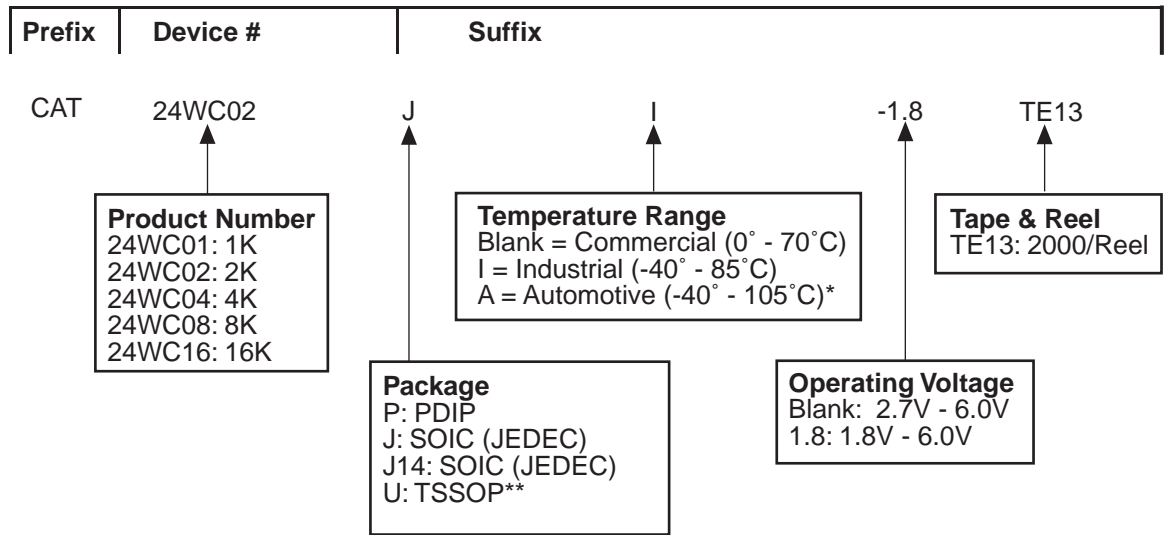 Prefix Device # Suffix
CAT 24WC02 J I -1.8 TE13
Product Number
24WC01: 1K
24WC02: 2K
24WC04: 4K
24WC08: 8K
24WC16: 16K
Temperature Range
Blank = Commercial (0˚ - 70˚C)
I = Industrial (-40˚ - 85˚C)
A = Automotive (-40˚ - 105˚C)*
Tape & Reel
TE13: 2000/Reel
Package
P: PDIP
J: SOIC (JEDEC)
J14: SOIC (JEDEC)
U: TSSOP**
Operating Voltage
Blank: 2.7V - 6.0V
1.8: 1.8V - 6.0V